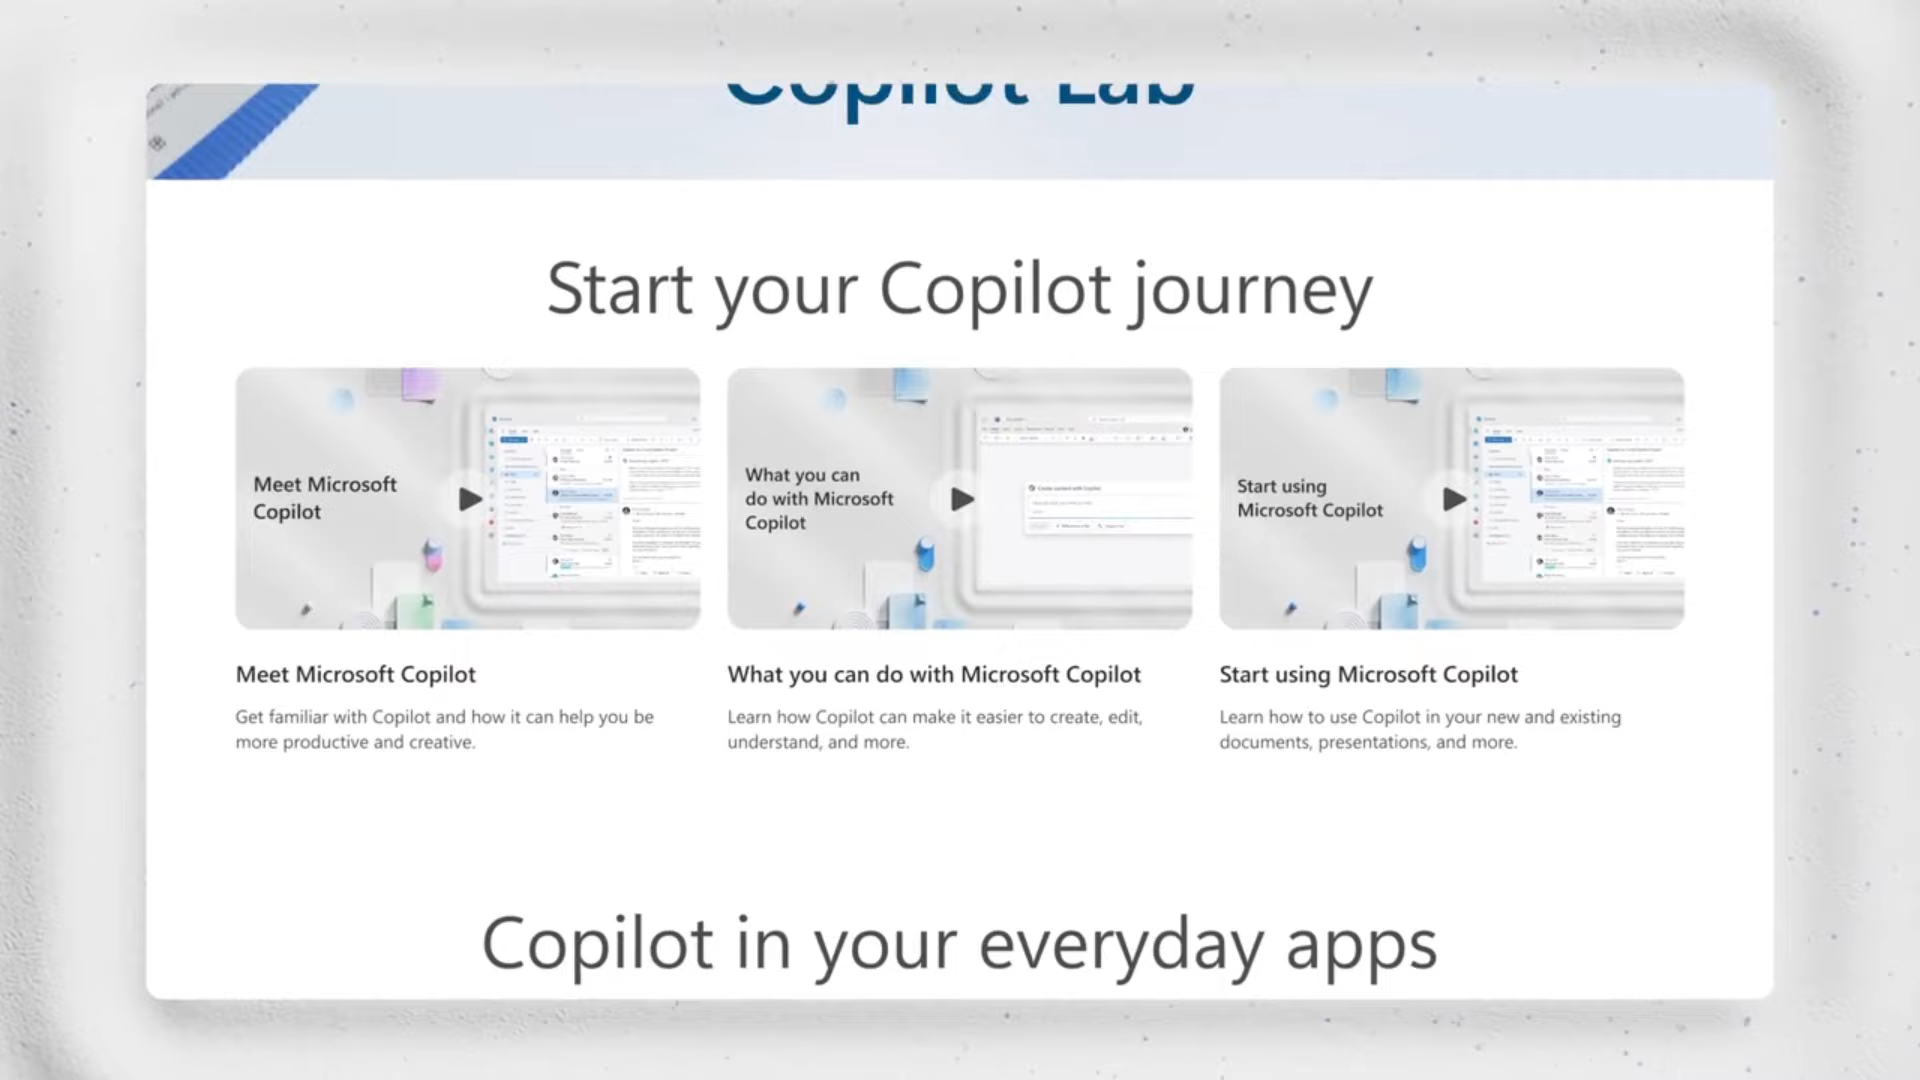 Copilot Lab
Start your Copilot journey
Meet Microsoft
Copilot
What you can
do with Microsoft
Copilot
Start using
Microsoft Copilot
Meet Microsoft Copilot
Get familiar with Copilot and how it can help you be
more productive and creative.
What you can do with Microsoft Copilot
Learn how Copilot can make it easier to create, edit,
understand, and more.
Start using Microsoft Copilot
Learn how to use Copilot in your new and existing
documents, presentations, and more.
Copilot in your everyday apps